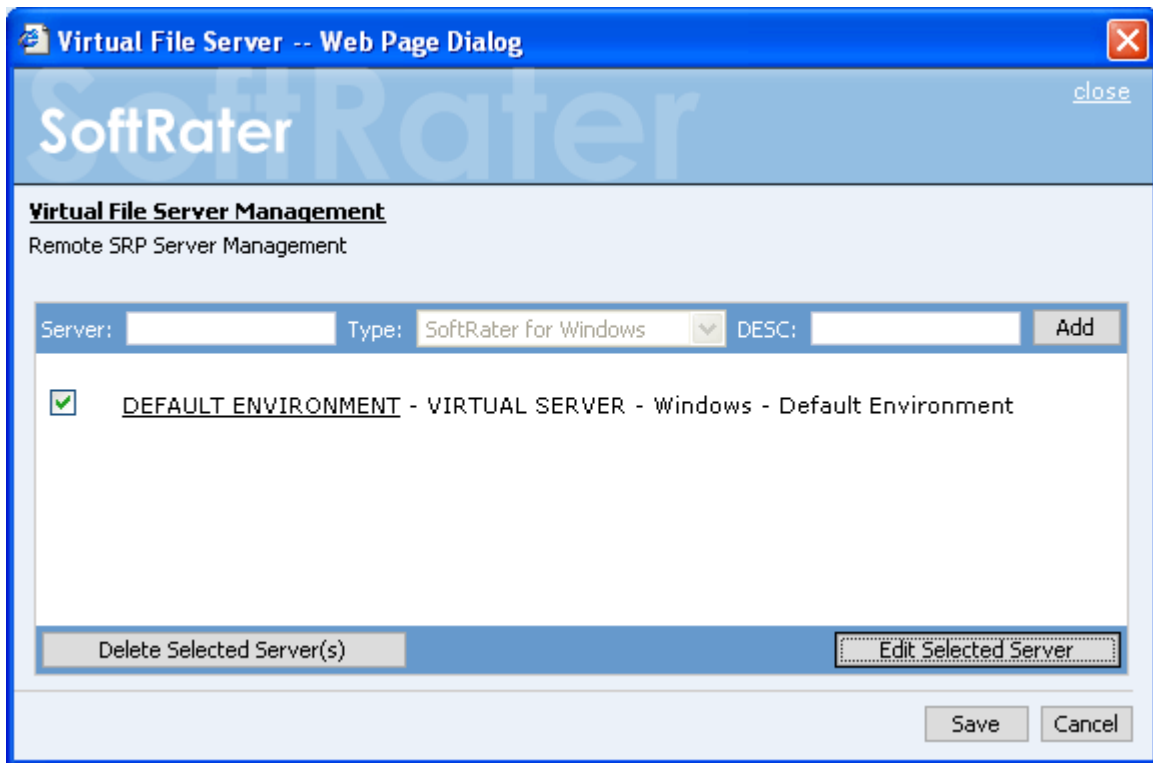 Virtual File Server -- Web Page Dialog
close
SoftRater
SoftRater
Virtual File Server Management
Remote SRP Server Management
Server: Type: SoftRater for Windows DESC: Add
DEFAULT ENVIRONMENT - VIRTUAL SERVER - Windows - Default Environment
Delete Selected Server(s) Edit Selected Server
Save Cancel